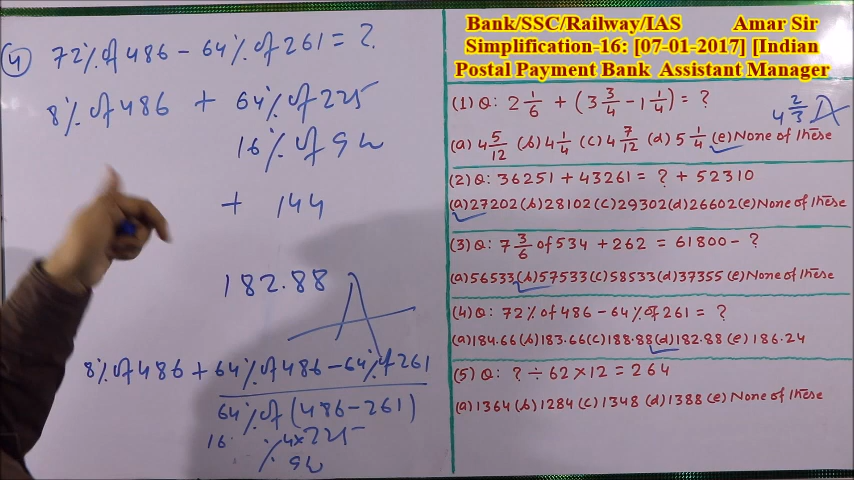 Bank/SSC/Railway/IAS Amar Sir
Simplification-16: [07-01-2017] [Indian
Postal Payment Bank Assistant Manager
(4) 72% of 486 - 64% of 261 = ?
8% of 486 + 64% of 225
16% of 9
+ 144
182.88
8% of 486 + 64% of 486 - 64% of 261
64% of (486 - 261)
16 % 4×225
9
(1) Q: 2 1/6 + (3 3/4 - 1 1/4) = ?
4 2/3 A
(a) 4 5/12 (b) 4 1/4 (c) 4 7/12 (d) 5 1/4 (e) None of these
(2) Q: 36251 + 43261 = ? + 52310
(a) 27202 (b) 28102 (c) 29302 (d) 26602 (e) None of these
(3) Q: 7 3/6 of 534 + 262 = 61800 - ?
(a) 56533 (b) 57533 (c) 58533 (d) 37355 (e) None of these
(4) Q: 72% of 486 - 64% of 261 = ?
(a) 184.66 (b) 183.66 (c) 188.88 (d) 182.88 (e) 186.24
(5) Q: ? ÷ 62 × 12 = 264
(a) 1364 (b) 1284 (c) 1348 (d) 1388 (e) None of these